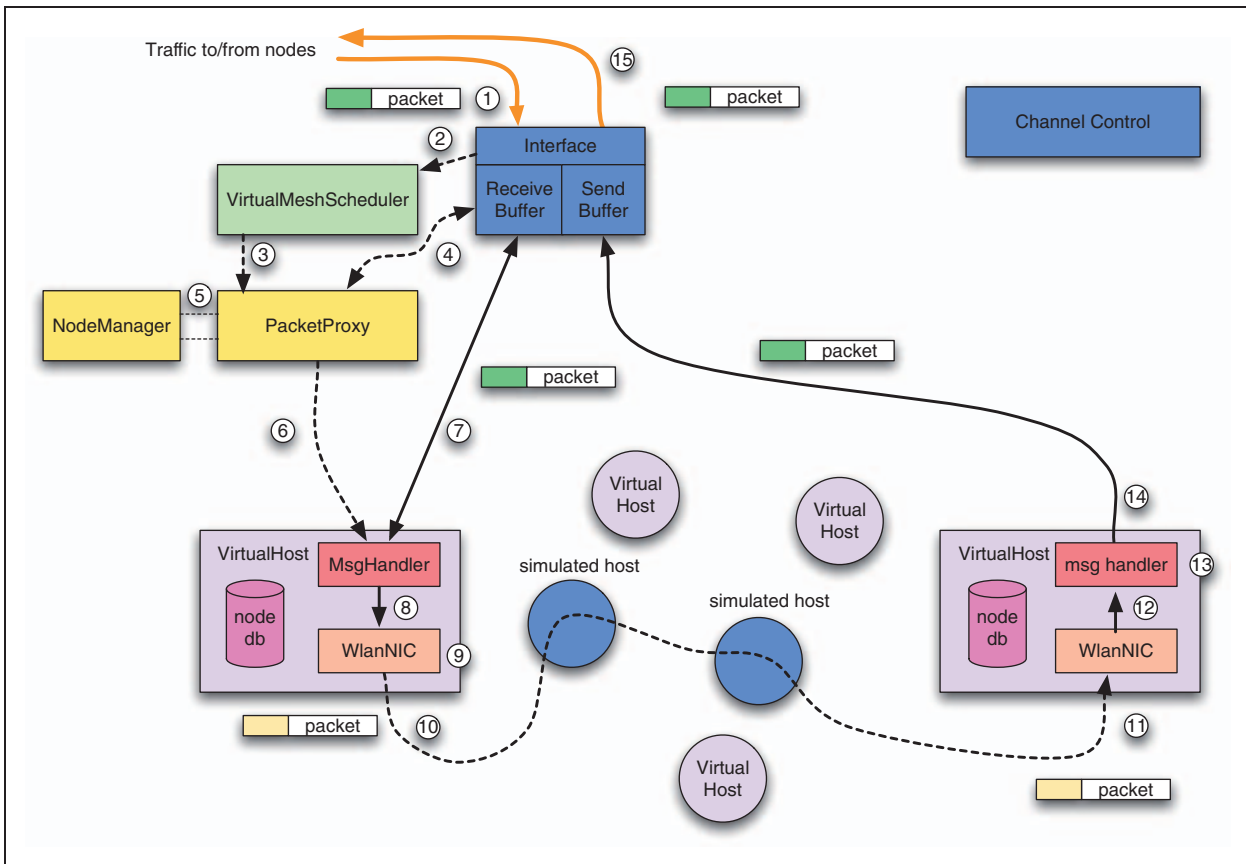 Traffic to/from nodes
15
packet
1
packet
Channel Control
2
Interface
VirtualMeshScheduler
Receive
Buffer
Send
Buffer
3
4
5
NodeManager
PacketProxy
packet
packet
6
7
Virtual
Host
Virtual
Host
14
VirtualHost
MsgHandler
simulated host
VirtualHost
msg handler
13
8
simulated host
12
node
db
WlanNIC
9
node
db
WlanNIC
packet
10
11
Virtual
Host
packet